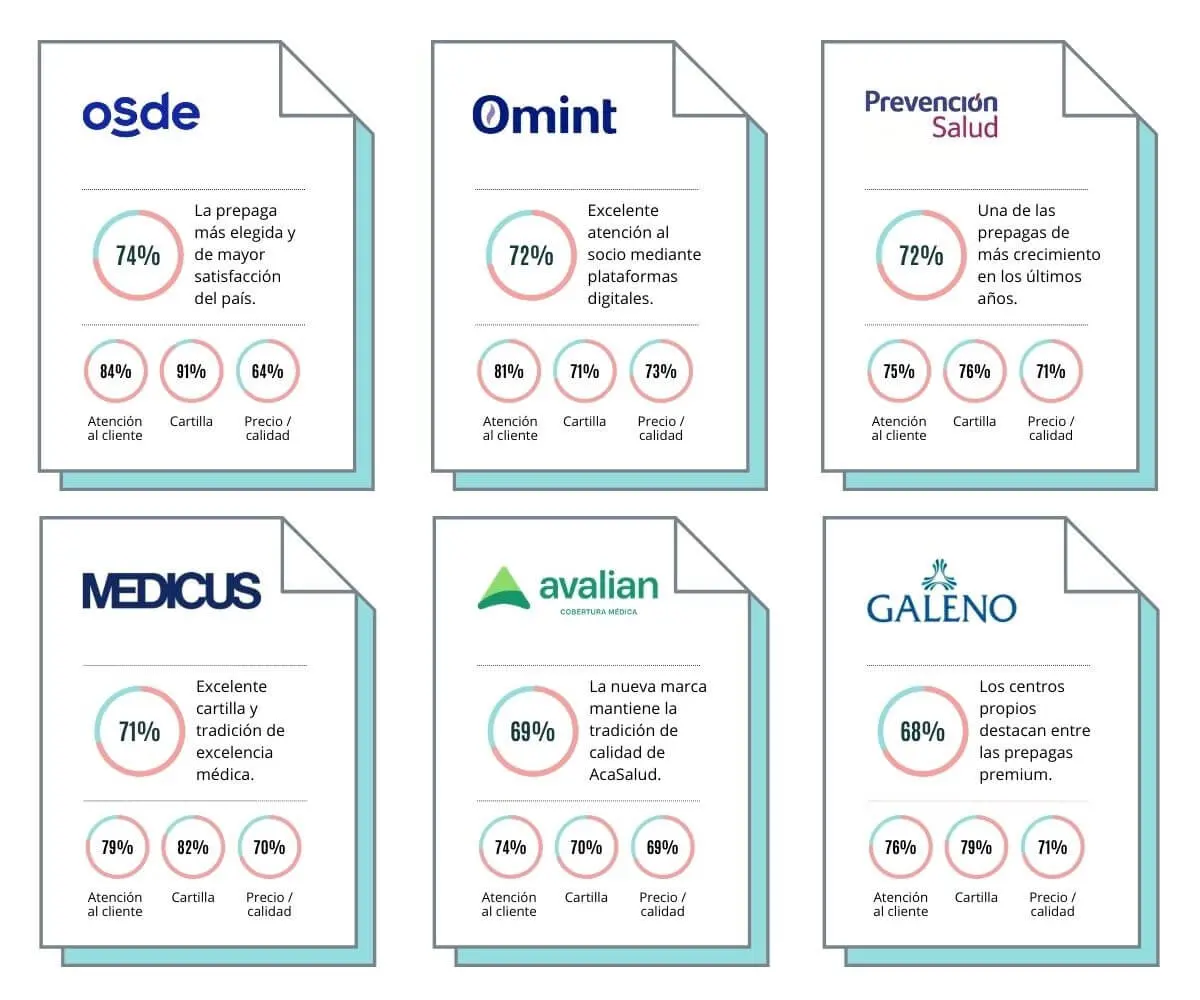 osde
74%
La prepaga
más elegida y
de mayor
satisfacción
del país.
84%
91%
64%
Atención
al cliente
Cartilla
Precio /
calidad
Omint
72%
Excelente
atención al
socio mediante
plataformas
digitales.
81%
71%
73%
Atención
al cliente
Cartilla
Precio /
calidad
Prevención
Salud
72%
Una de las
prepagas de
más crecimiento
en los últimos
años.
75%
76%
71%
Atención
al cliente
Cartilla
Precio /
calidad
MEDICUS
71%
Excelente
cartilla y
tradición de
excelencia
médica.
79%
82%
70%
Atención
al cliente
Cartilla
Precio /
calidad
avalian
COBERTURA MÉDICA
69%
La nueva marca
mantiene la
tradición de
calidad de
AcaSalud.
74%
70%
69%
Atención
al cliente
Cartilla
Precio /
calidad
GALENO
68%
Los centros
propios
destacan entre
las prepagas
premium.
76%
79%
71%
Atención
al cliente
Cartilla
Precio /
calidad